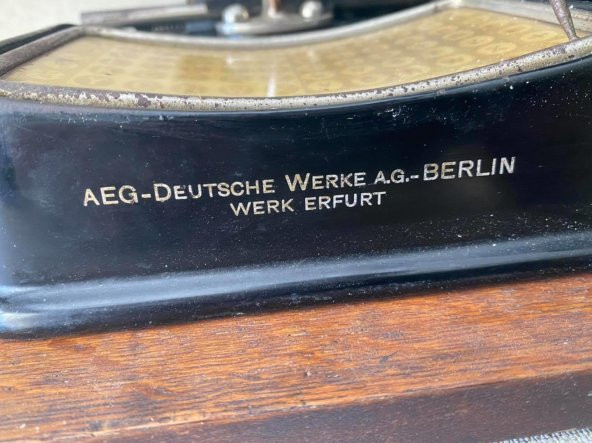 AEG-DEUTSCHE WERKE A.G.-BERLIN
WERK ERFURT